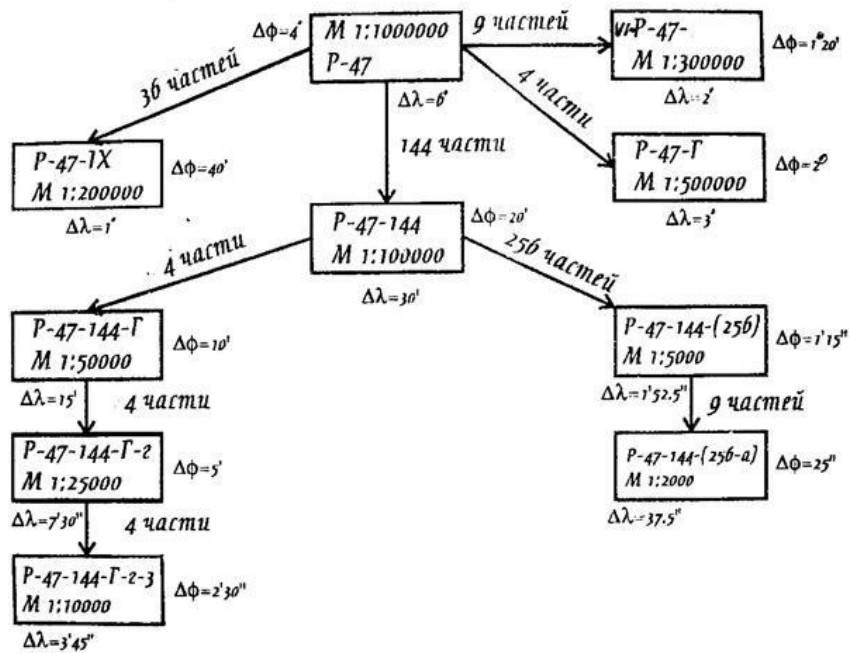 Δφ=4°
М 1:1000000
Р-47
Δλ=6°
9 частей
VI-Р-47-
М 1:300000
Δφ=1°20'
Δλ=2°
36 частей
4 части
144 части
Р-47-IX
М 1:200000
Δφ=40'
Δλ=1°
Р-47-Г
М 1:500000
Δφ=2°
Δλ=3°
Р-47-144
М 1:100000
Δφ=20'
Δλ=30'
4 части
256 частей
Р-47-144-Г
М 1:50000
Δφ=10'
Δλ=15'
4 части
Р-47-144-(256)
М 1:5000
Δφ=1'15"
Δλ=1'52.5"
9 частей
Р-47-144-Г-г
М 1:25000
Δφ=5'
Δλ=7'30"
4 части
Р-47-144-(256-а)
М 1:2000
Δφ=25"
Δλ=37.5"
Р-47-144-Г-г-3
М 1:10000
Δφ=2'30"
Δλ=3'45"